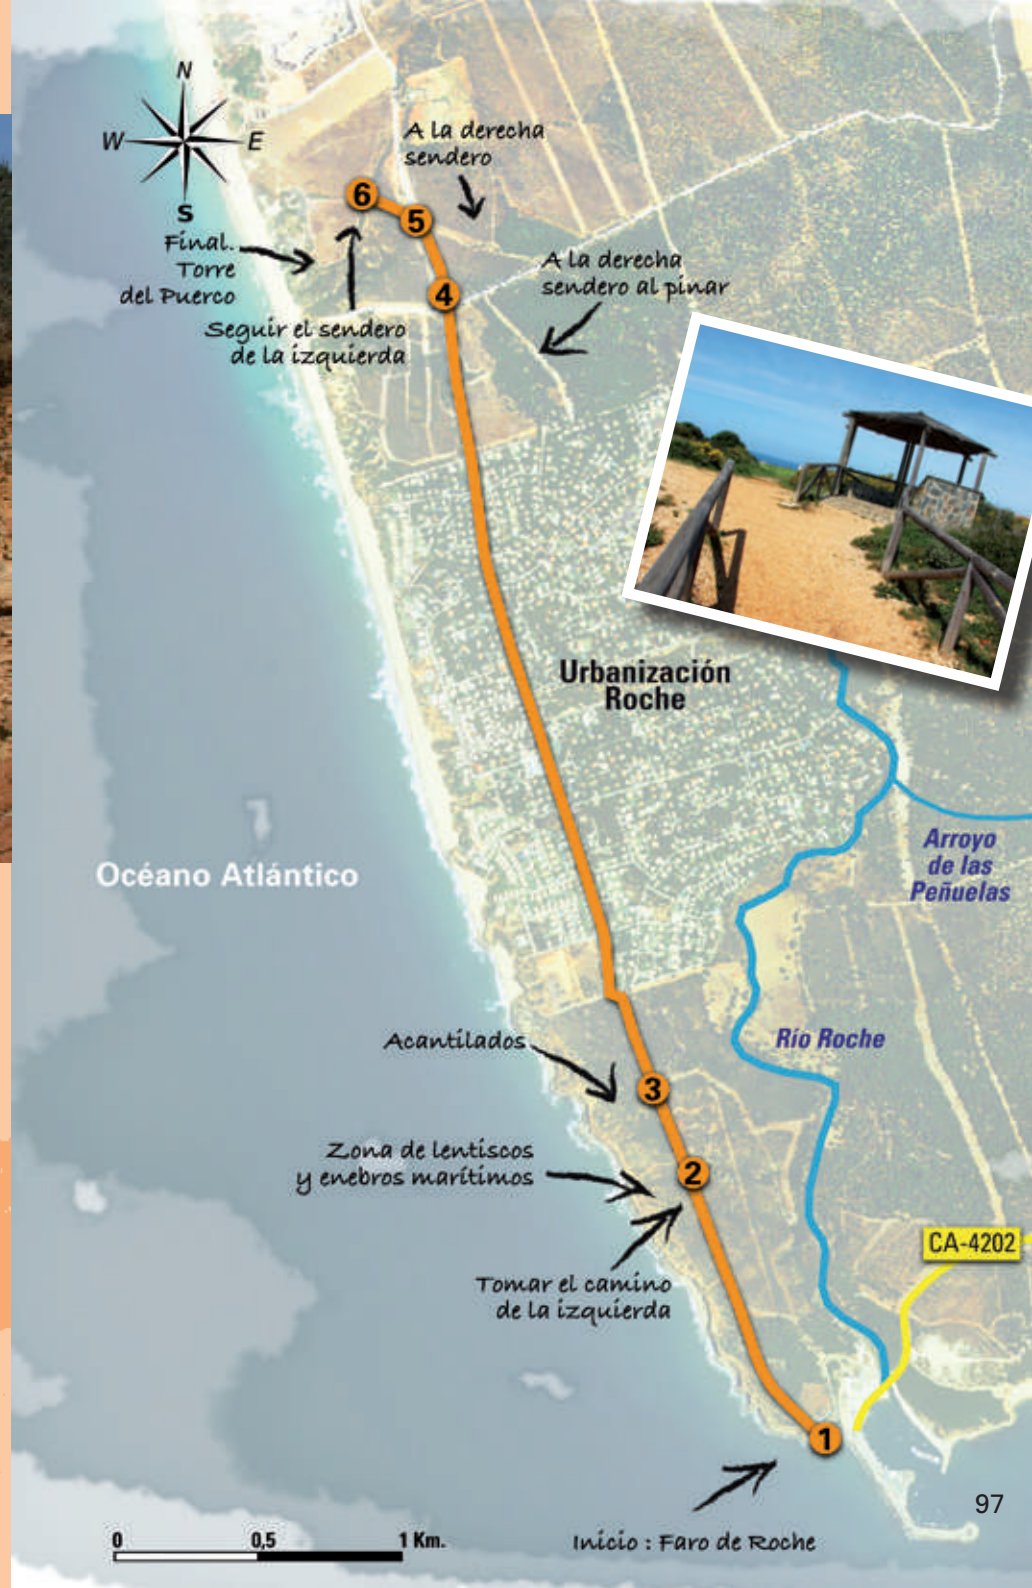 N
W
E
S
A la derecha
sendero
6
5
Final.
Torre
del Puerco
A la derecha
sendero al pinar
4
Seguir el sendero
de la izquierda
Urbanización
Roche
Arroyo
de las
Peñuelas
Océano Atlántico
Río Roche
Acantilados
3
Zona de lentiscos
y enebros marítimos
2
CA-4202
Tomar el camino
de la izquierda
1
97
0 0,5 1 Km.
Inicio : Faro de Roche